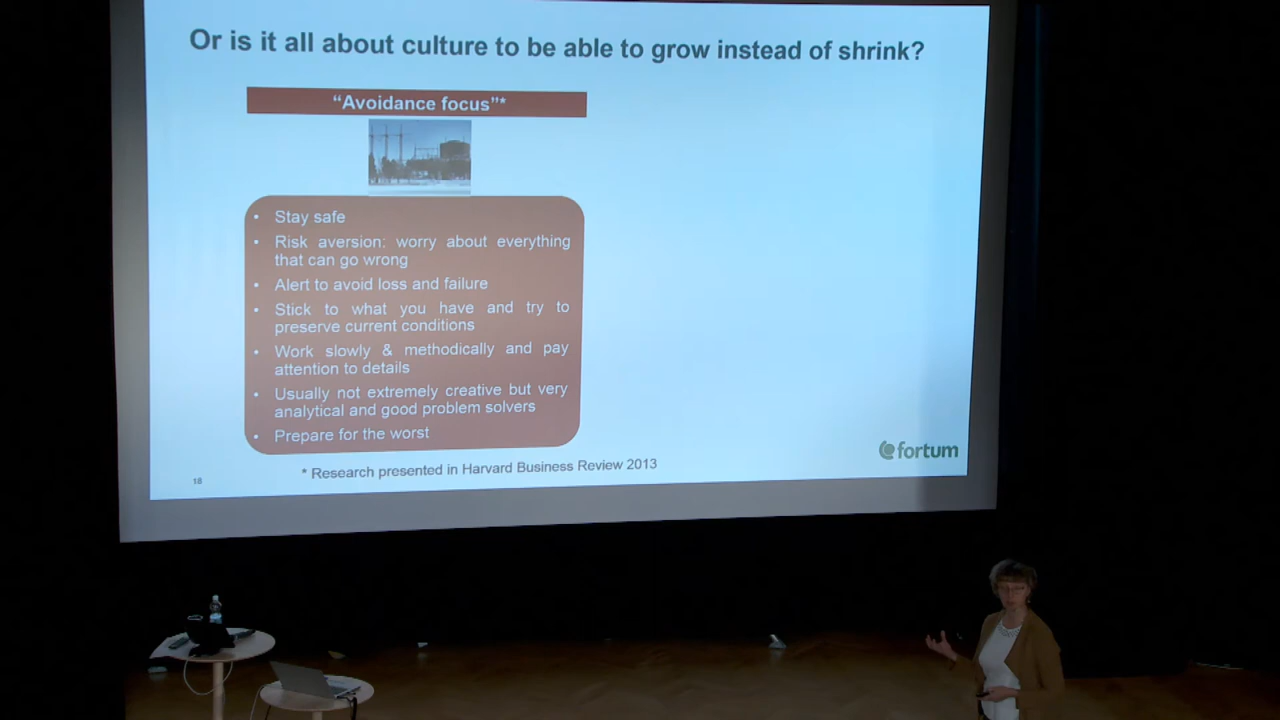 Or is it all about culture to be able to grow instead of shrink?
“Avoidance focus”*
• Stay safe
• Risk aversion: worry about everything
that can go wrong
• Alert to avoid loss and failure
• Stick to what you have and try to
preserve current conditions
• Work slowly & methodically and pay
attention to details
• Usually not extremely creative but very
analytical and good problem solvers
• Prepare for the worst
* Research presented in Harvard Business Review 2013
fortum
18